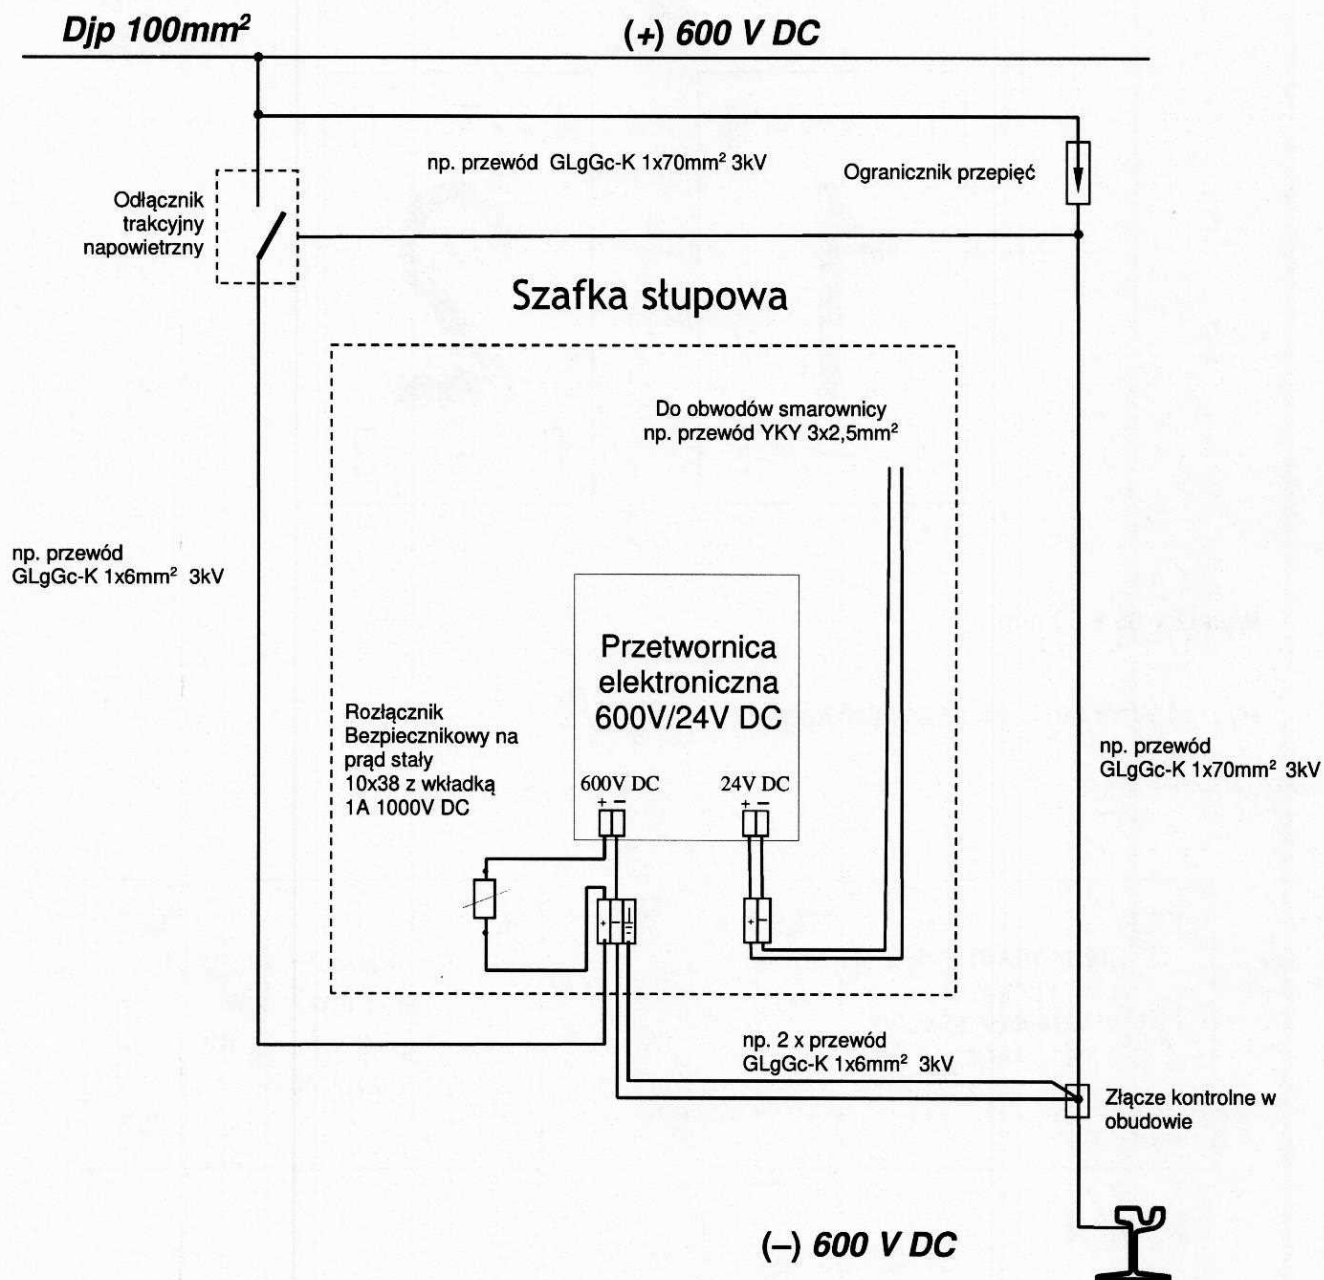 Djp 100mm²
(+) 600 V DC
np. przewód GLgGc-K 1x70mm² 3kV
Ogranicznik przepięć
Odłącznik
trakcyjny
napowietrzny
Szafka słupowa
Do obwodów smarownicy
np. przewód YKY 3x2,5mm²
np. przewód
GLgGc-K 1x6mm² 3kV
Przetwornica
elektroniczna
600V/24V DC
Rozłącznik
Bezpiecznikowy na
prąd stały
10x38 z wkładką
1A 1000V DC
600V DC
+ −
24V DC
+ −
np. przewód
GLgGc-K 1x70mm² 3kV
+ −
+ −
np. 2 x przewód
GLgGc-K 1x6mm² 3kV
Złącze kontrolne w
obudowie
(–) 600 V DC